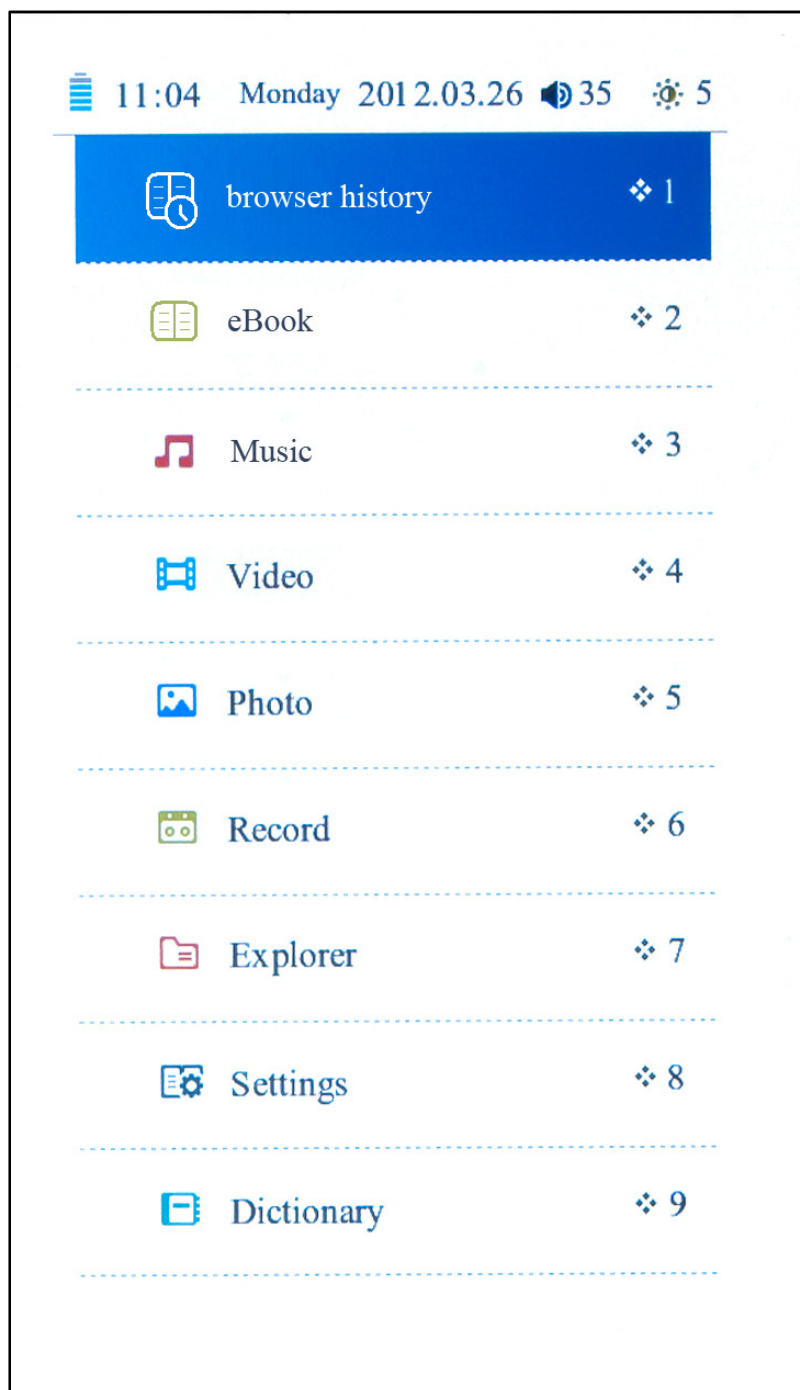 11:04 Monday 2012.03.26 35 5
browser history 1
eBook 2
Music 3
Video 4
Photo 5
Record 6
Explorer 7
Settings 8
Dictionary 9